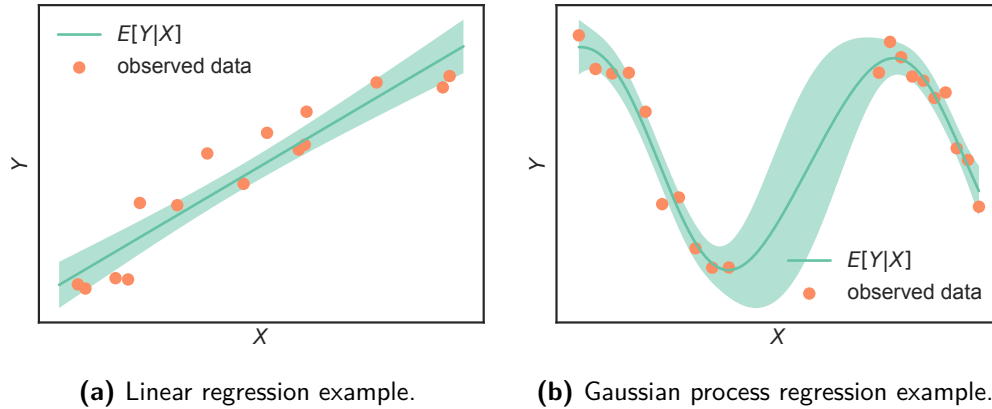 E[Y|X]
observed data
Y
X
(a) Linear regression example.
E[Y|X]
observed data
Y
X
(b) Gaussian process regression example.